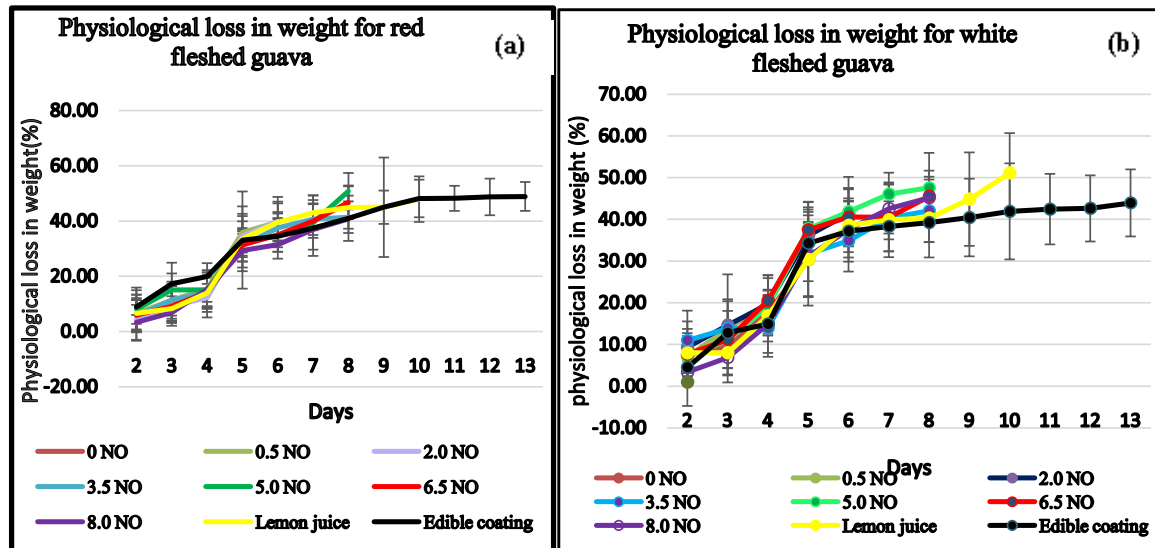 Physiological loss in weight for red
fleshed guava
(a)
Physiological loss in weight(%)
80.00
60.00
40.00
20.00
0.00
-20.00
2 3 4 5 6 7 8 9 10 11 12 13
Days
0 NO 0.5 NO 2.0 NO
3.5 NO 5.0 NO 6.5 NO
8.0 NO Lemon juice Edible coating
Physiological loss in weight for white
fleshed guava
(b)
physiological loss in weight (%)
70.00
60.00
50.00
40.00
30.00
20.00
10.00
0.00
-10.00
2 3 4 5 6 7 8 9 10 11 12 13
Days
0 NO 0.5 NO 2.0 NO
3.5 NO 5.0 NO 6.5 NO
8.0 NO Lemon juice Edible coating